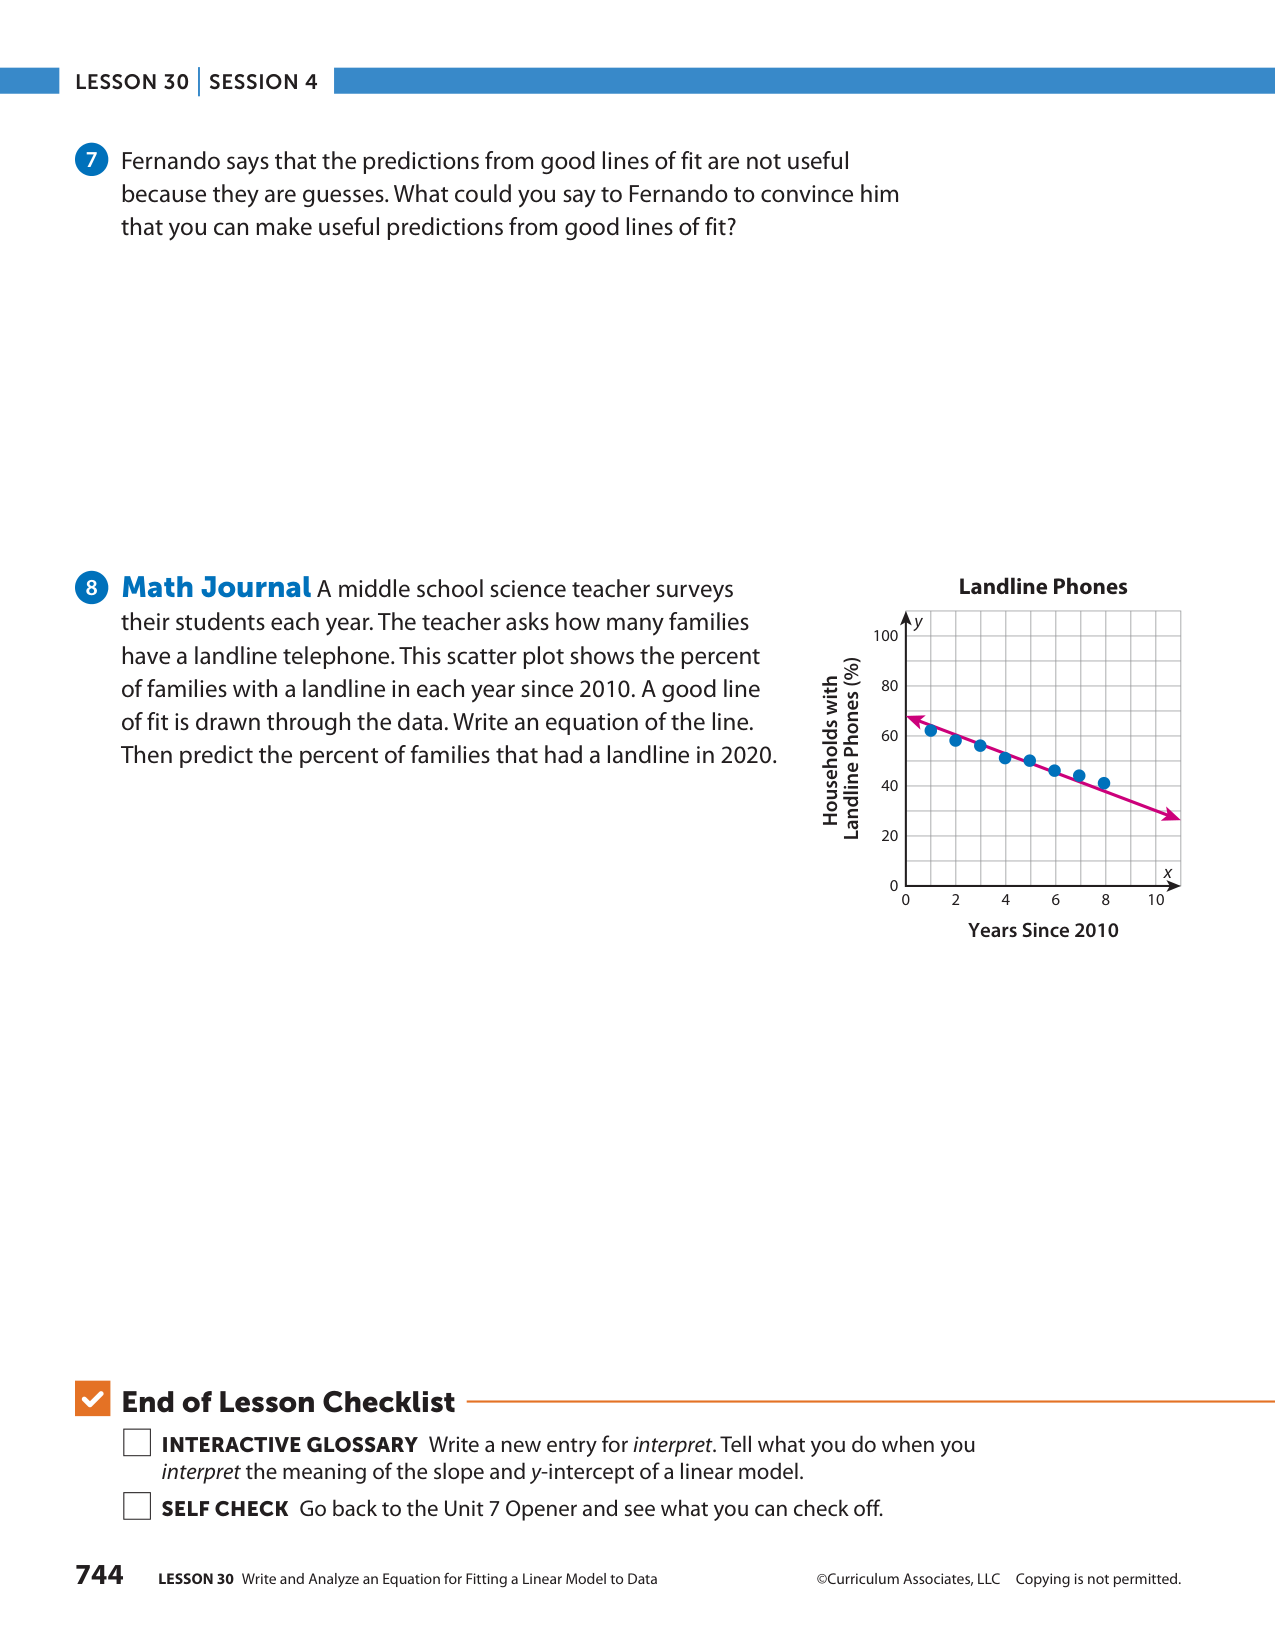 LESSON 30 | SESSION 4
7 Fernando says that the predictions from good lines of fit are not useful
because they are guesses. What could you say to Fernando to convince him
that you can make useful predictions from good lines of fit?
8 Math Journal A middle school science teacher surveys
their students each year. The teacher asks how many families
have a landline telephone. This scatter plot shows the percent
of families with a landline in each year since 2010. A good line
of fit is drawn through the data. Write an equation of the line.
Then predict the percent of families that had a landline in 2020.
Landline Phones
Households with
Landline Phones (%)
y
100
80
60
40
20
0
x
0 2 4 6 8 10
Years Since 2010
End of Lesson Checklist
INTERACTIVE GLOSSARY Write a new entry for interpret. Tell what you do when you
interpret the meaning of the slope and y-intercept of a linear model.
SELF CHECK Go back to the Unit 7 Opener and see what you can check off.
744 LESSON 30 Write and Analyze an Equation for Fitting a Linear Model to Data ©Curriculum Associates, LLC Copying is not permitted.